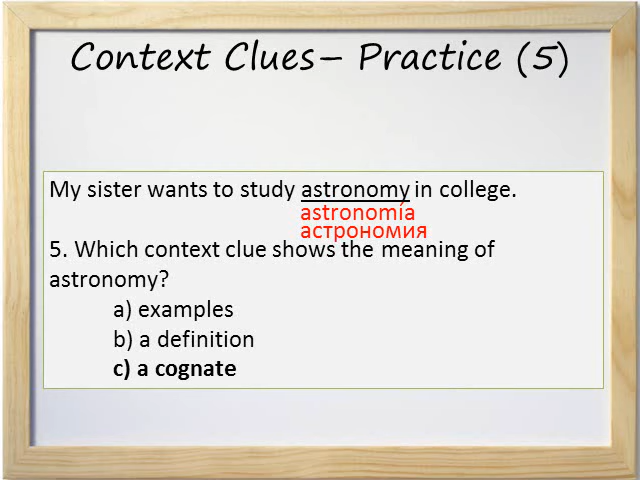 Context Clues– Practice (5)
My sister wants to study astronomy in college.
astronomía
астрономия
5. Which context clue shows the meaning of
astronomy?
a) examples
b) a definition
c) a cognate